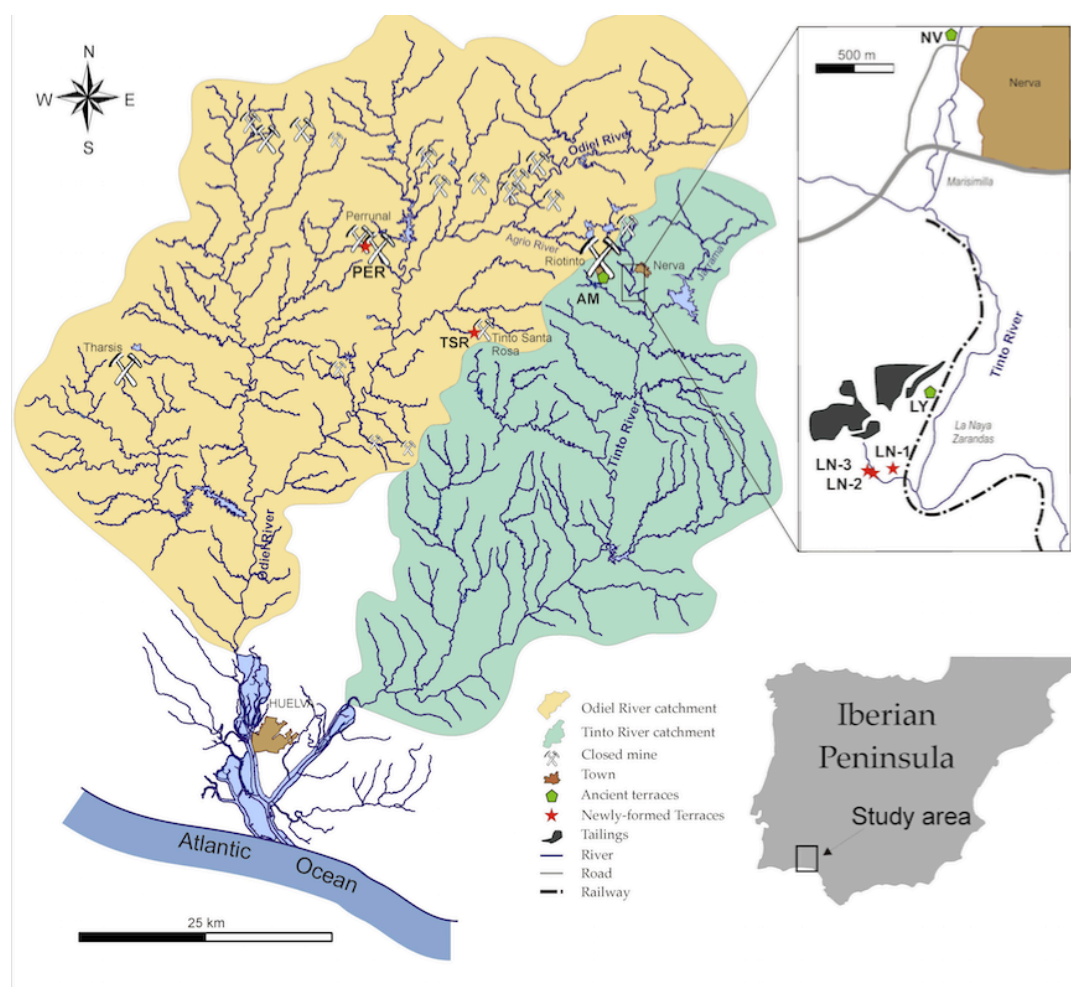 N
W
E
S
Odiel River
Perrunal
PER
Agrio River
Riotinto
Nerva
Jarrama
AM
TSR
Tinto Santa
Rosa
Tharsis
Tinto River
Odiel River
HUELVA
Atlantic Ocean
25 km
NV
500 m
Nerva
Marisimilla
Tinto River
LY
La Naya
Zarandas
LN-1
LN-3
LN-2
Odiel River catchment
Tinto River catchment
Closed mine
Town
Ancient terraces
Newly-formed Terraces
Tailings
River
Road
Railway
Iberian
Peninsula
Study area